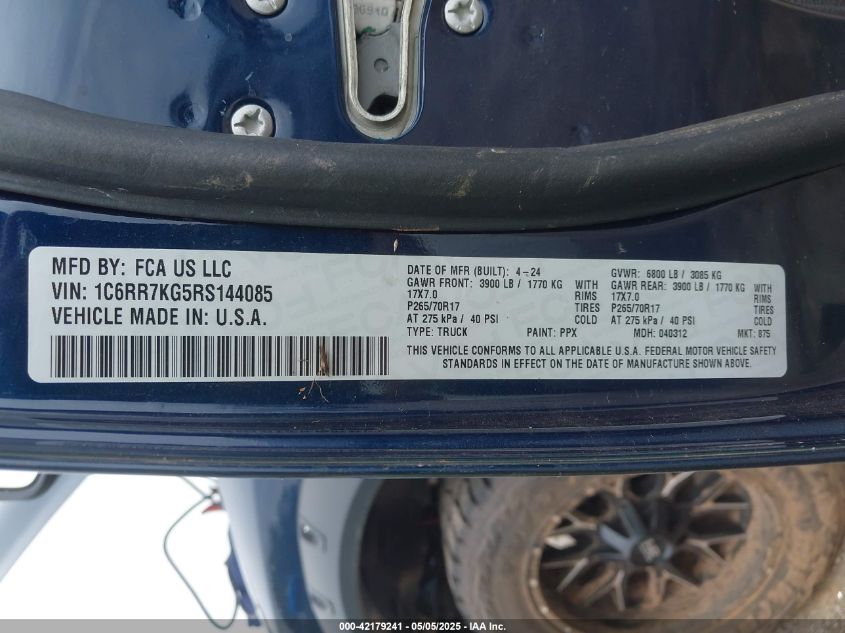 MFD BY: FCA US LLC
VIN: 1C6RR7KG5RS144085
VEHICLE MADE IN: U.S.A.
DATE OF MFR (BUILT): 4-24
GAWR FRONT: 3900 LB / 1770 KG
17X7.0 WITH RIMS
P265/70R17 TIRES
AT 275 kPa / 40 PSI COLD
TYPE: TRUCK PAINT: PPX
GVWR: 6800 LB / 3085 KG
GAWR REAR: 3900 LB / 1770 KG
17X7.0 WITH RIMS
P265/70R17 TIRES
AT 275 kPa / 40 PSI COLD
MDH: 040312 MKT: 875
THIS VEHICLE CONFORMS TO ALL APPLICABLE U.S.A. FEDERAL MOTOR VEHICLE SAFETY
STANDARDS IN EFFECT ON THE DATE OF MANUFACTURE SHOWN ABOVE.
000-42179241 - 05/05/2025 - IAA Inc.